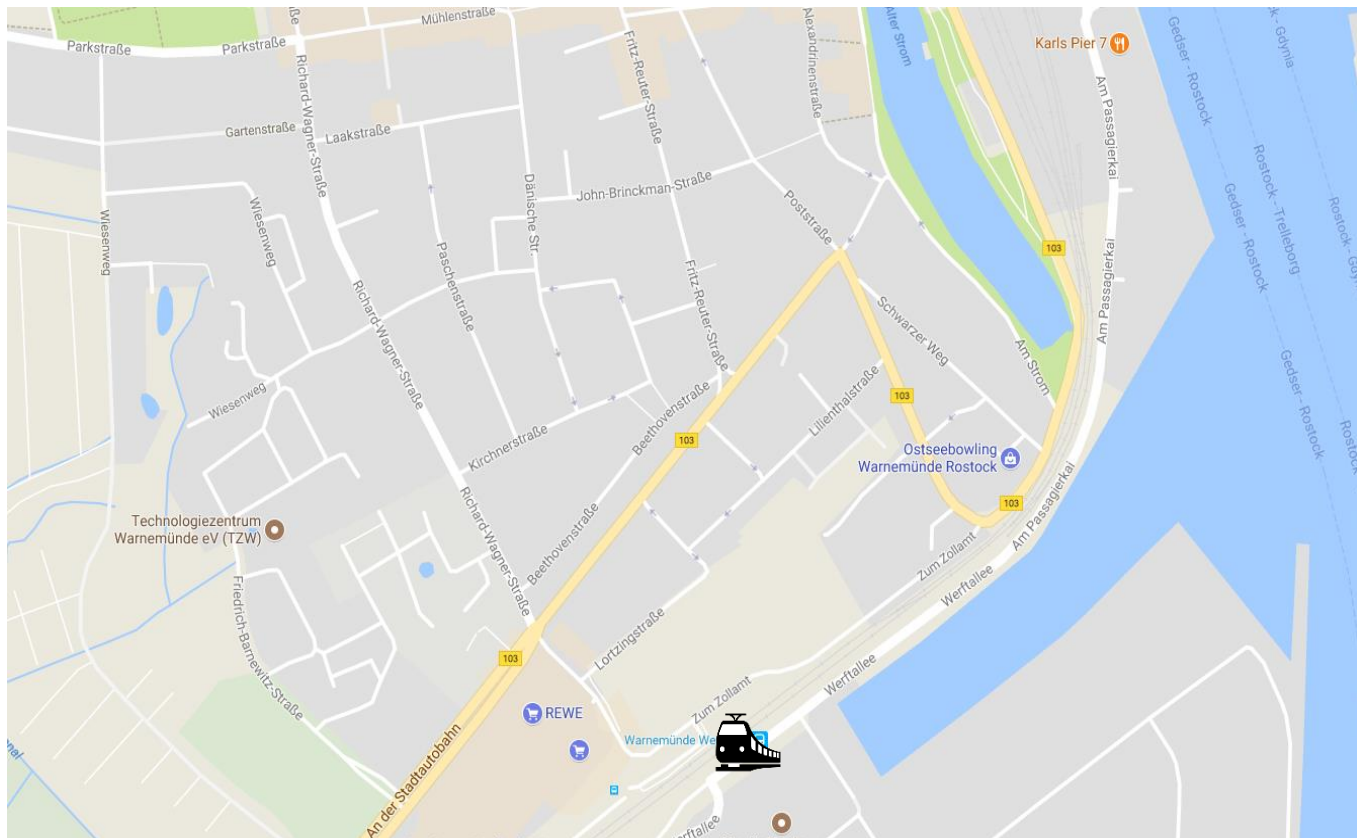 Parkstraße
Parkstraße
Mühlenstraße
Richard-Wagner-Straße
Fritz-Reuter-Straße
Alexandrinenstraße
Alter Strom
Karls Pier 7
Am Passagierkai
Gedser - Rostock
Gartenstraße
Laakstraße
Wiesenweg
Wiesenweg
Dänische Str.
John-Brinckman-Straße
Poststraße
Rostock - Trelleborg
Gedser - Rostock
103
Paschenstraße
Fritz-Reuter-Straße
Schwarzer Weg
Am Passagierkai
Richard-Wagner-Straße
Am Strom
Gedser - Rostock
Wiesenweg
Beethovenstraße
Lilienthalstraße
103
Kirchnerstraße
103
Ostseebowling
Warnemünde Rostock
103
Richard-Wagner-Straße
Am Passagierkai
Technologiezentrum
Warnemünde eV (TZW)
Beethovenstraße
Zum Zollamt
Werftallee
Friedrich-Barnewitz-Straße
Lortzingstraße
103
Werftallee
Zum Zollamt
REWE
Warnemünde We
An der Stadtautobahn